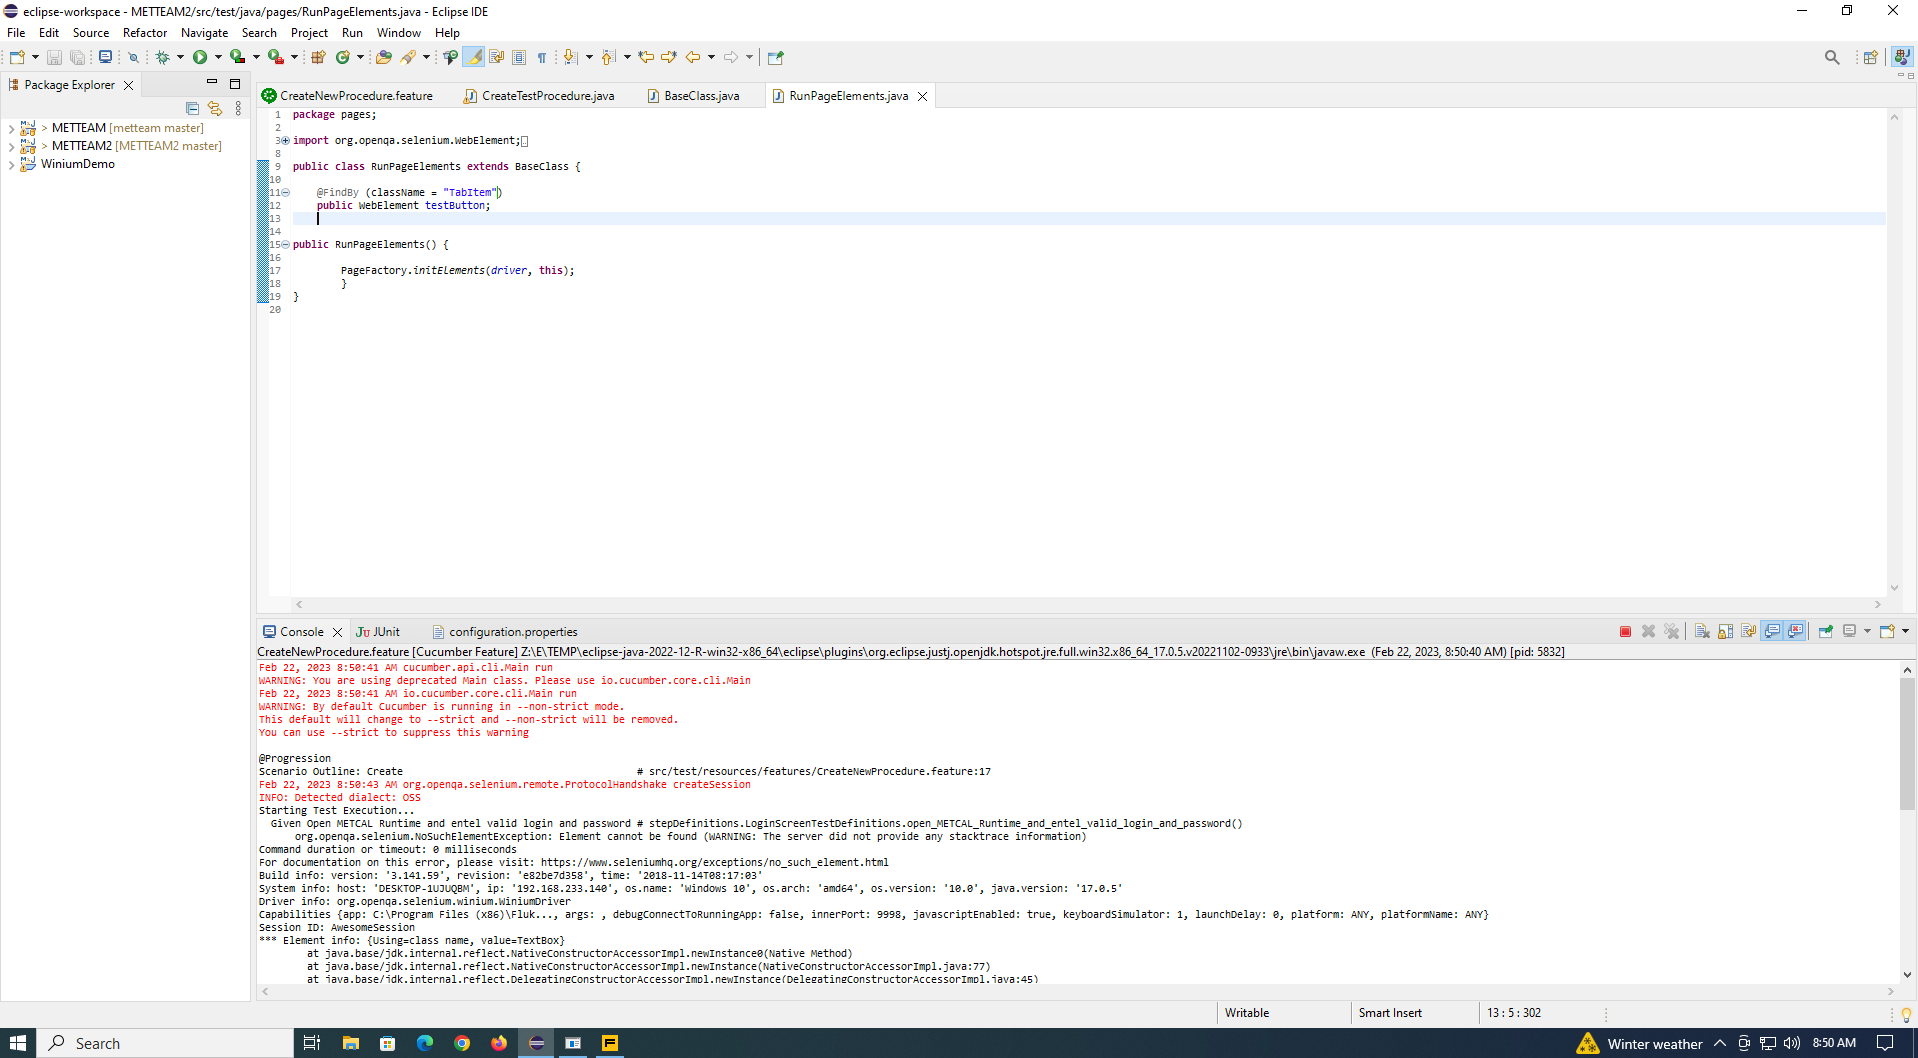 eclipse-workspace - METTEAM2/src/test/java/pages/RunPageElements.java - Eclipse IDE
File Edit Source Refactor Navigate Search Project Run Window Help
Package Explorer
METTEAM [metteam master]
METTEAM2 [METTEAM2 master]
WiniumDemo
CreateNewProcedure.feature CreateTestProcedure.java BaseClass.java RunPageElements.java
1 package pages;
2
3 import org.openqa.selenium.WebElement;
8
9 public class RunPageElements extends BaseClass {
10
11 @FindBy (className = "TabItem")
12 public WebElement testButton;
13
14
15 public RunPageElements() {
16
17 PageFactory.initElements(driver, this);
18 }
19 }
20
Console JUnit configuration.properties
CreateNewProcedure.feature [Cucumber Feature] Z:\E\TEMP\eclipse-java-2022-12-R-win32-x86_64\eclipse\plugins\org.eclipse.justj.openjdk.hotspot.jre.full.win32.x86_64_17.0.5.v20221102-0933\jre\bin\javaw.exe (Feb 22, 2023, 8:50:40 AM) [pid: 5832]
Feb 22, 2023 8:50:41 AM cucumber.api.cli.Main run
WARNING: You are using deprecated Main class. Please use io.cucumber.core.cli.Main
Feb 22, 2023 8:50:41 AM io.cucumber.core.cli.Main run
WARNING: By default Cucumber is running in --non-strict mode.
This default will change to --strict and --non-strict will be removed.
You can use --strict to suppress this warning
@Progression
Scenario Outline: Create # src/test/resources/features/CreateNewProcedure.feature:17
Feb 22, 2023 8:50:43 AM org.openqa.selenium.remote.ProtocolHandshake createSession
INFO: Detected dialect: OSS
Starting Test Execution...
Given Open METCAL Runtime and entel valid login and password # stepDefinitions.LoginScreenTestDefinitions.open_METCAL_Runtime_and_entel_valid_login_and_password()
org.openqa.selenium.NoSuchElementException: Element cannot be found (WARNING: The server did not provide any stacktrace information)
Command duration or timeout: 0 milliseconds
For documentation on this error, please visit: https://www.seleniumhq.org/exceptions/no_such_element.html
Build info: version: '3.141.59', revision: 'e82be7d358', time: '2018-11-14T08:17:03'
System info: host: 'DESKTOP-1UJUQBM', ip: '192.168.233.140', os.name: 'Windows 10', os.arch: 'amd64', os.version: '10.0', java.version: '17.0.5'
Driver info: org.openqa.selenium.winium.WiniumDriver
Capabilities {app: C:\Program Files (x86)\Fluk..., args: , debugConnectToRunningApp: false, innerPort: 9998, javascriptEnabled: true, keyboardSimulator: 1, launchDelay: 0, platform: ANY, platformName: ANY}
Session ID: AwesomeSession
*** Element info: {Using=class name, value=TextBox}
at java.base/jdk.internal.reflect.NativeConstructorAccessorImpl.newInstance0(Native Method)
at java.base/jdk.internal.reflect.NativeConstructorAccessorImpl.newInstance(NativeConstructorAccessorImpl.java:77)
at java.base/jdk.internal.reflect.DelegatingConstructorAccessorImpl.newInstance(DelegatingConstructorAccessorImpl.java:45)
Writable Smart Insert 13 : 5 : 302
Search Winter weather 8:50 AM